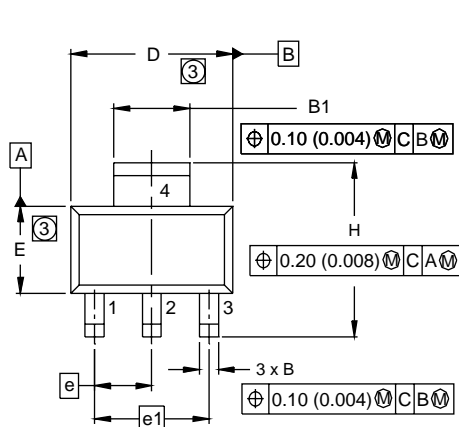 D
B
③
B1
⌖ 0.10 (0.004) Ⓜ C B Ⓜ
A
4
③
H
E
⌖ 0.20 (0.008) Ⓜ C A Ⓜ
1 2 3
e
3 x B
e1
⌖ 0.10 (0.004) Ⓜ C B Ⓜ